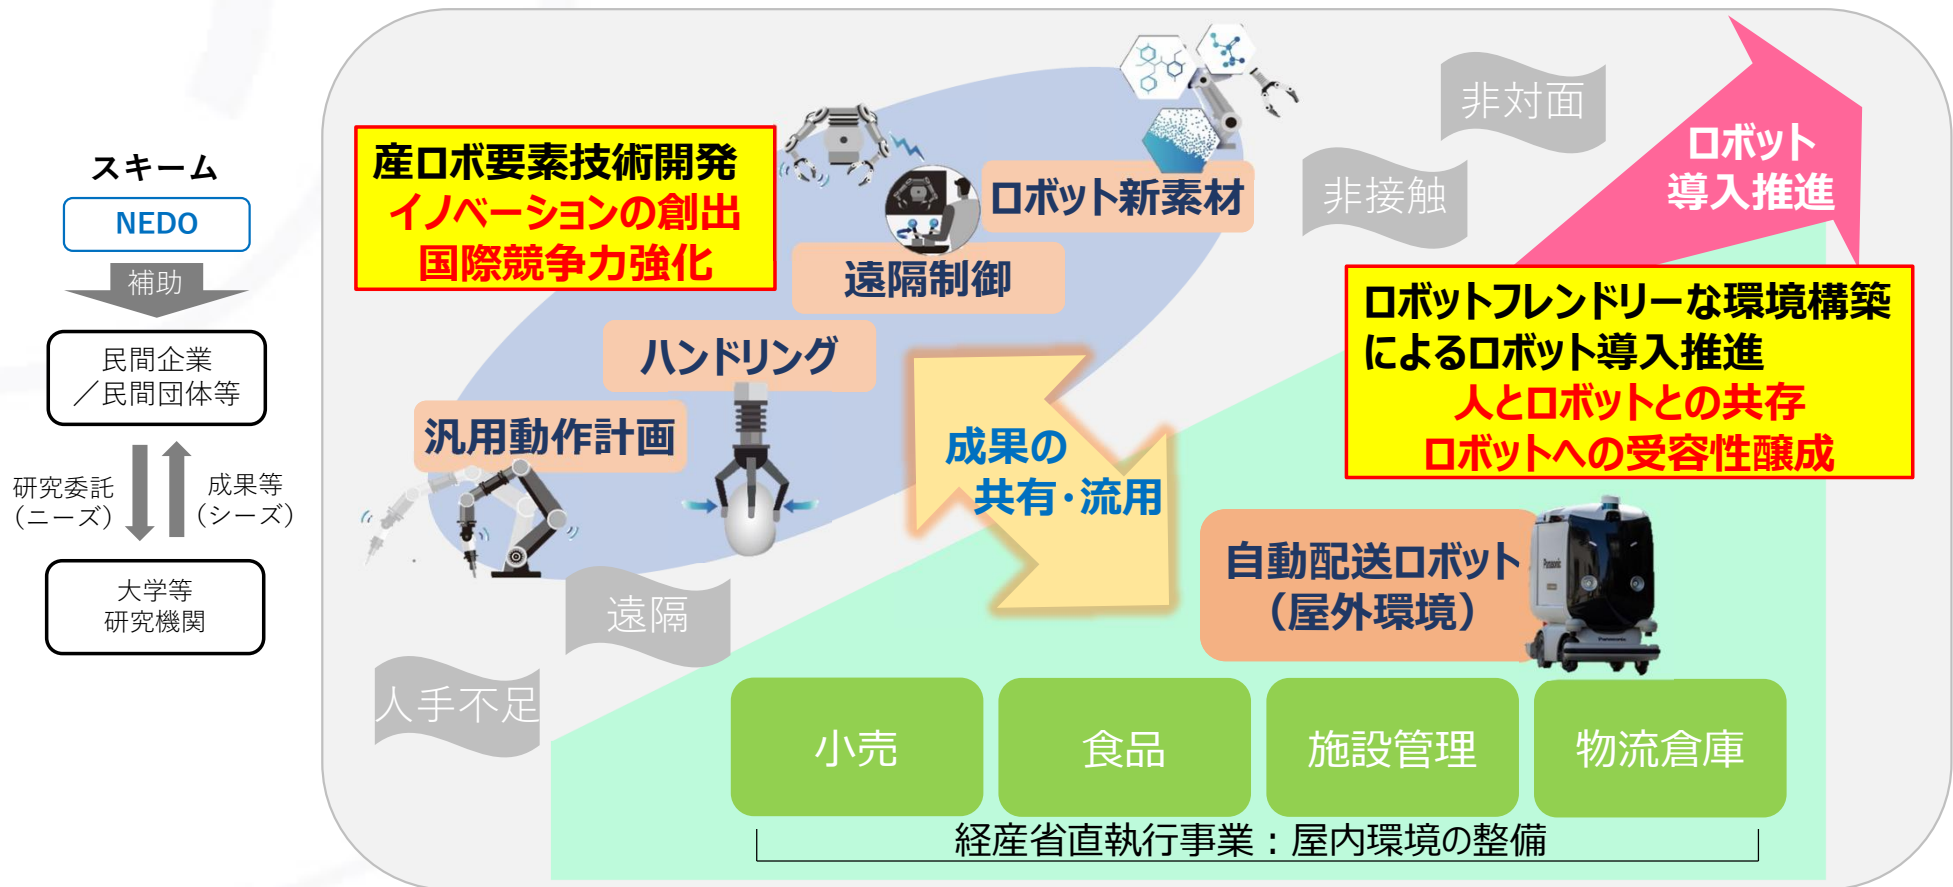 スキーム
NEDO
補助
民間企業
／民間団体等
研究委託
（ニーズ）
成果等
（シーズ）
大学等
研究機関
産ロボ要素技術開発
イノベーションの創出
国際競争力強化
ロボット新素材
遠隔制御
ハンドリング
汎用動作計画
非対面
非接触
遠隔
人手不足
ロボット
導入推進
成果の
共有・流用
ロボットフレンドリーな環境構築
によるロボット導入推進
人とロボットとの共存
ロボットへの受容性醸成
自動配送ロボット
（屋外環境）
Panasonic
Panasonic
小売
食品
施設管理
物流倉庫
経産省直執行事業：屋内環境の整備